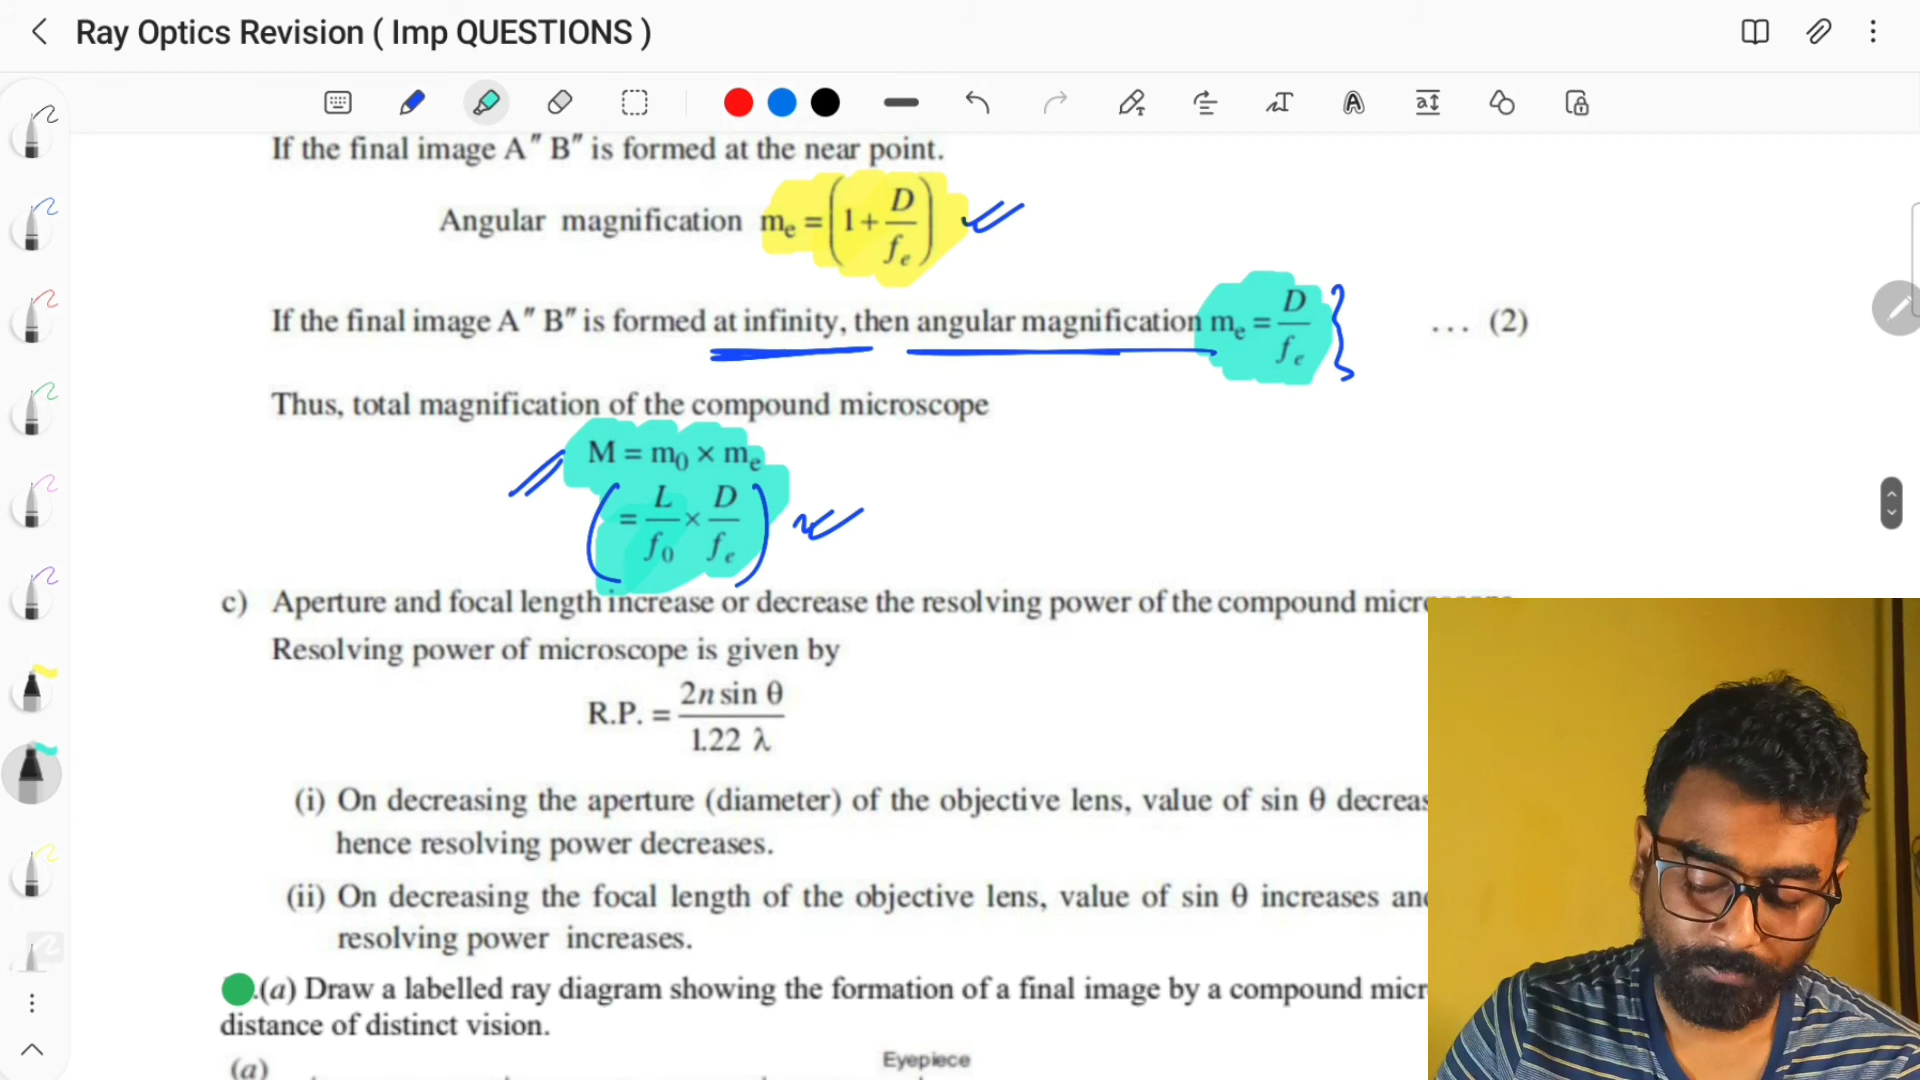 Ray Optics Revision ( Imp QUESTIONS )
If the final image A″ B″ is formed at the near point.
Angular magnification mₑ = (1 + D/fₑ)
If the final image A″ B″ is formed at infinity, then angular magnification mₑ = D/fₑ ... (2)
Thus, total magnification of the compound microscope
M = m₀ × mₑ
= L/f₀ × D/fₑ
c) Aperture and focal length increase or decrease the resolving power of the compound
Resolving power of microscope is given by
R.P. = 2n sin θ / 1.22 λ
(i) On decreasing the aperture (diameter) of the objective lens, value of sin θ
hence resolving power decreases.
(ii) On decreasing the focal length of the objective lens, value of sin θ increases
resolving power increases.
.(a) Draw a labelled ray diagram showing the formation of a final image by a compound
distance of distinct vision.
(a) Eyepiece